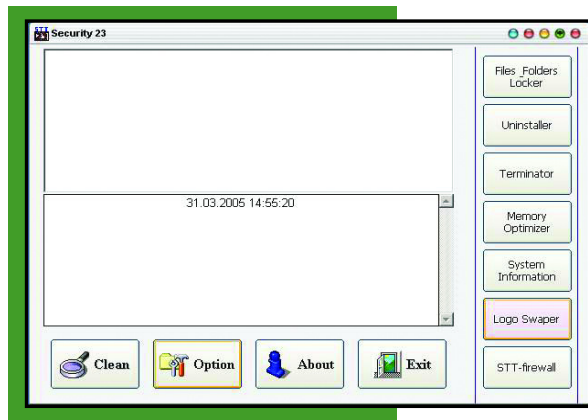 Security 23
Files_Folders
Locker
Uninstaller
31.03.2005 14:55:20
Terminator
Memory
Optimizer
System
Information
Logo Swaper
Clean
Option
About
Exit
STT-firewall